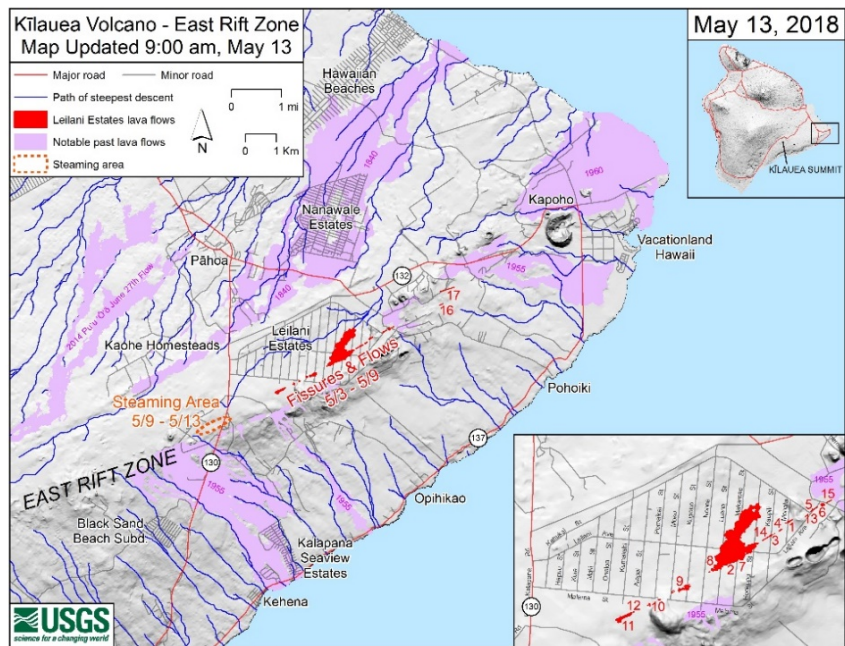 Kīlauea Volcano - East Rift Zone
Map Updated 9:00 am, May 13
Major road
Minor road
Path of steepest descent
Leilani Estates lava flows
Notable past lava flows
Steaming area
0
1 mi
0
1 Km
N
May 13, 2018
KĪLAUEA SUMMIT
Hawaiian
Beaches
1840
1960
Nanawale
Estates
Kapoho
Vacationland
Hawaii
Pāhoa
132
1955
1840
17
16
2014 Puʻu ʻŌʻō June 27th Flow
Leilani
Estates
Kaohe Homesteads
Fissures & Flows
5/3 - 5/9
Steaming Area
5/9 - 5/13
Pohoiki
137
EAST RIFT ZONE
130
1955
1955
Opihikao
Black Sand
Beach Subd
Kalapana
Seaview
Estates
Kehena
USGS
science for a changing world
1955
15
5
6
13
4
1
14
3
8
2
7
9
12
10
11
130
1955
Leilani Ave
Malama St